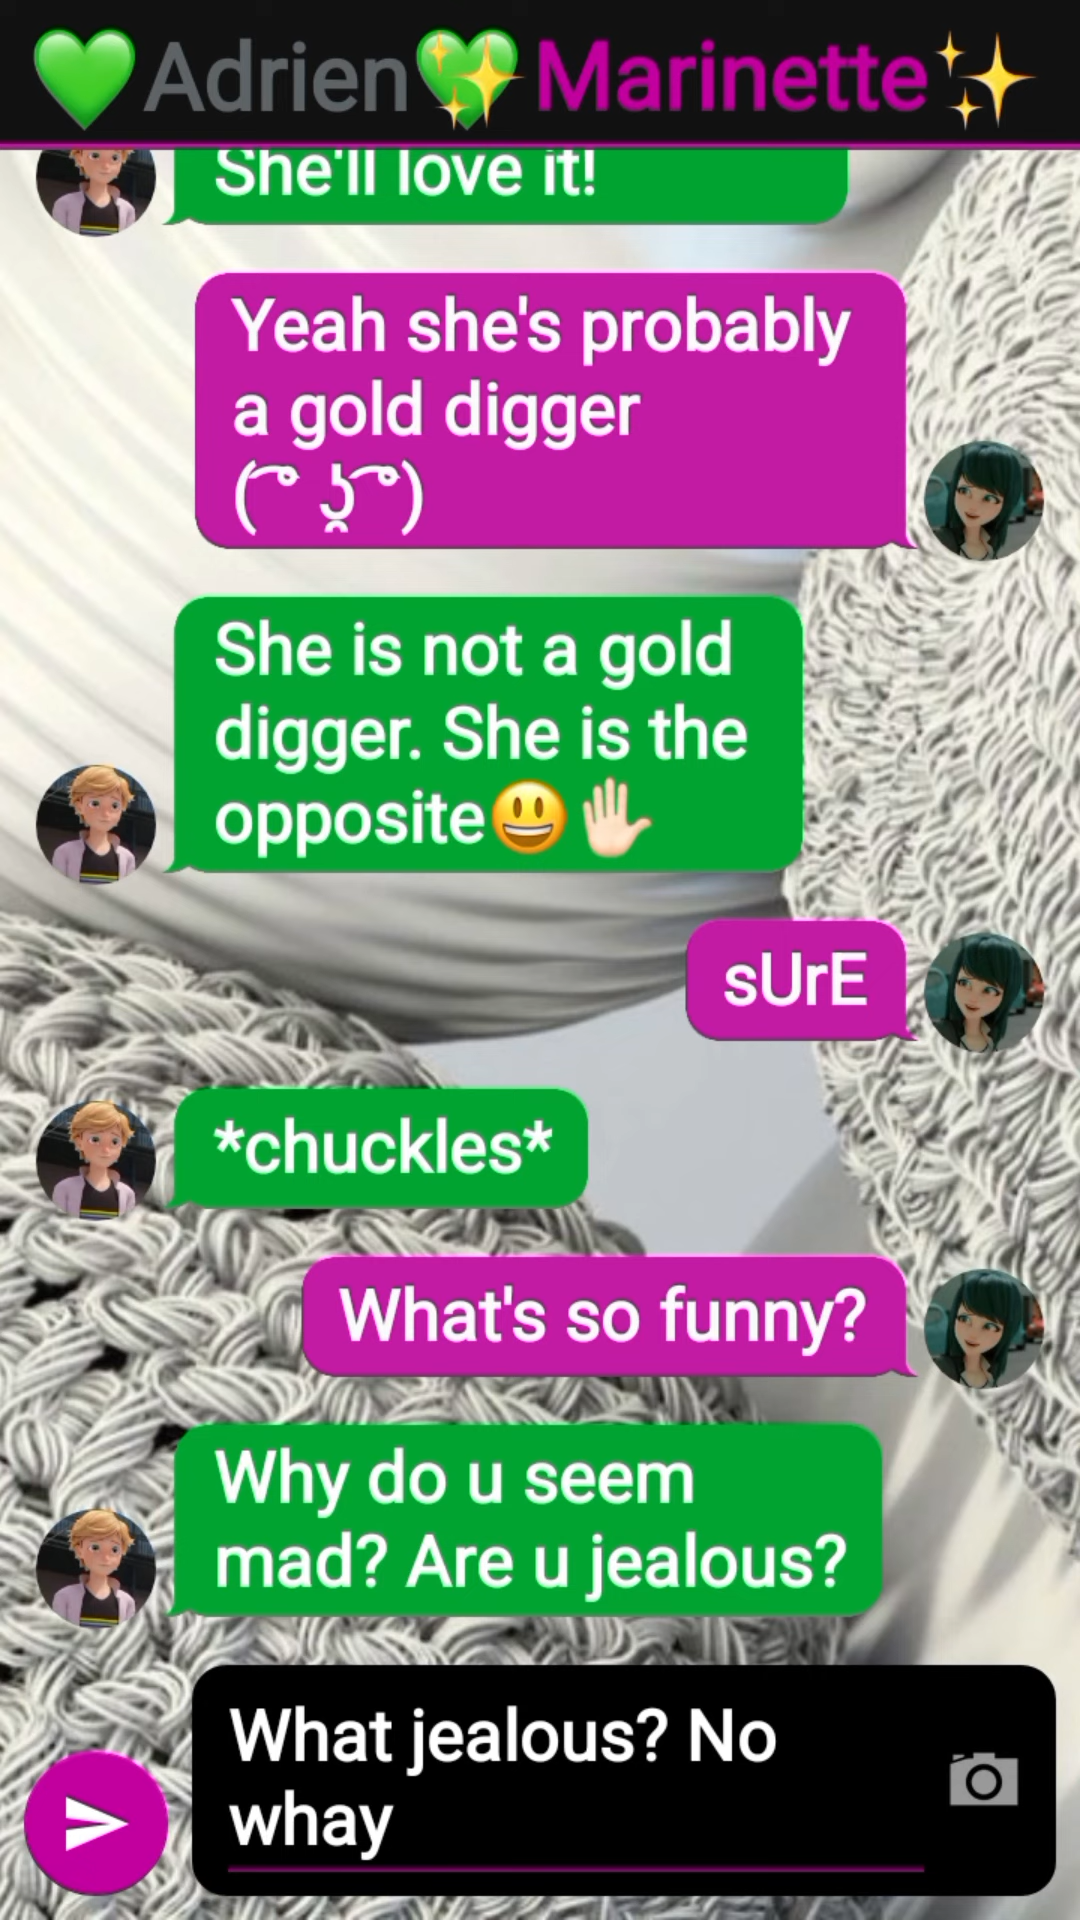 💚Adrien💚✨Marinette✨
She'll love it!
Yeah she's probably
a gold digger
( ͡° ͜ʖ ͡°)
She is not a gold
digger. She is the
opposite😃🖐🏻
sUrE
*chuckles*
What's so funny?
Why do u seem
mad? Are u jealous?
What jealous? No
whay